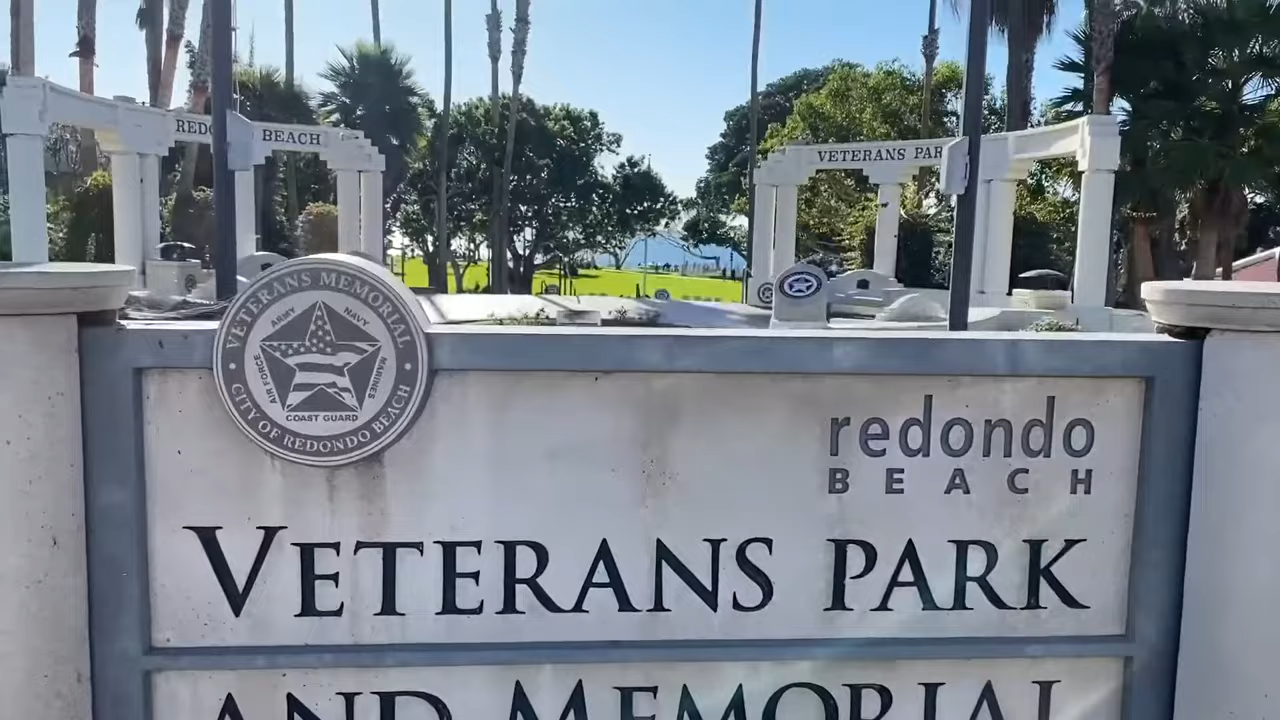 REDO BEACH
VETERANS PAR
VETERANS MEMORIAL
ARMY
NAVY
AIR FORCE
MARINES
COAST GUARD
CITY OF REDONDO BEACH
redondo
BEACH
VETERANS PARK
AND MEMORIAL